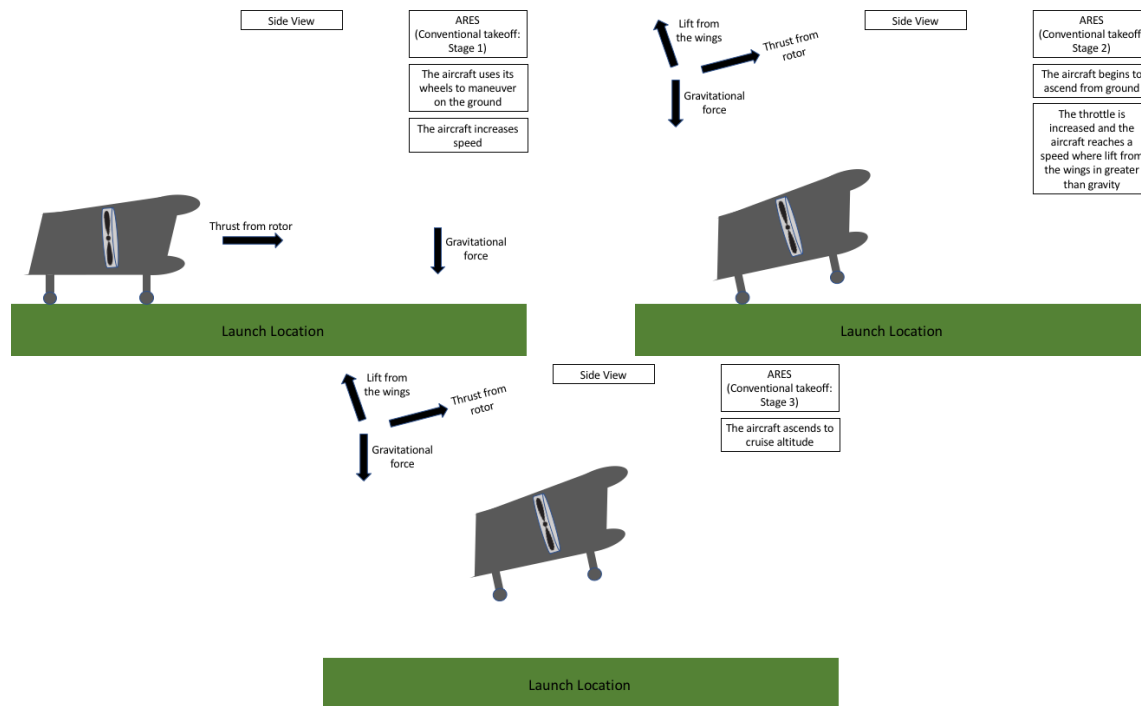 Side View
ARES
(Conventional takeoff:
Stage 1)
The aircraft uses its
wheels to maneuver
on the ground
The aircraft increases
speed
Thrust from rotor
Gravitational
force
Launch Location
Lift from
the wings
Thrust from
rotor
Gravitational
force
Side View
ARES
(Conventional takeoff:
Stage 2)
The aircraft begins to
ascend from ground
The throttle is
increased and the
aircraft reaches a
speed where lift from
the wings in greater
than gravity
Launch Location
Lift from
the wings
Thrust from
rotor
Gravitational
force
Side View
ARES
(Conventional takeoff:
Stage 3)
The aircraft ascends to
cruise altitude
Launch Location